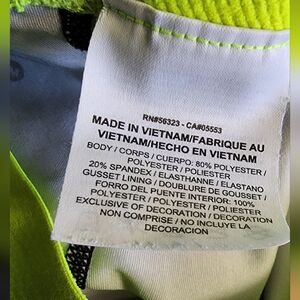 RN#56323 - CA#05553
MADE IN VIETNAM/FABRIQUE AU
VIETNAM/HECHO EN VIETNAM
BODY / CORPS / CUERPO: 80% POLYESTER /
POLYESTER / POLIESTER
20% SPANDEX / ELASTHANNE / ELASTANO
GUSSET LINING / DOUBLURE DE GOUSSET /
FORRO DEL PUENTE INTERIOR: 100%
POLYESTER / POLYESTER / POLIESTER
EXCLUSIVE OF DECORATION / DECORATION
NON COMPRISE / NO INCLUYE LA
DECORACION